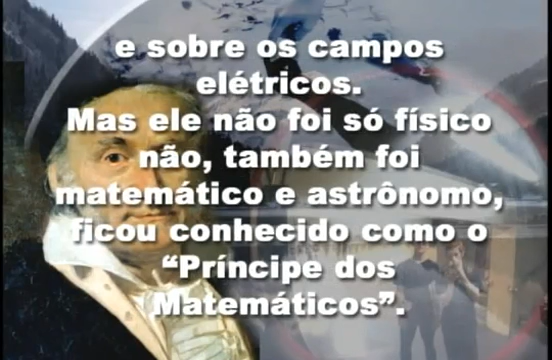 e sobre os campos
elétricos.
Mas ele não foi só físico
não, também foi
matemático e astrônomo,
ficou conhecido como o
“Príncipe dos
Matemáticos”.